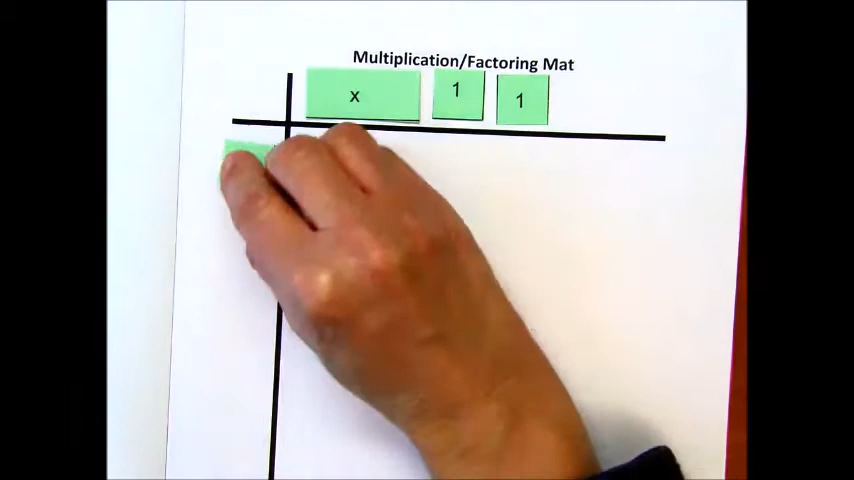 Multiplication/Factoring Mat
x 1 1